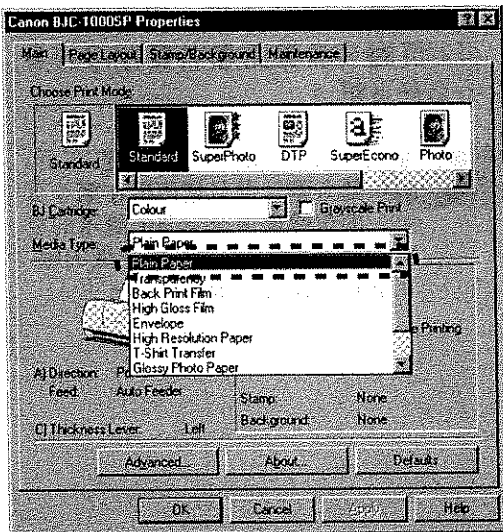 Canon BJC-1000SP Properties
Main Page Layout Stamp/Background Maintenance
Choose Print Mode
Standard
Standard SuperPhoto DTP SuperEcono Photo
BJ Cartridge: Colour Grayscale Print
Media Type: Plain Paper
Plain Paper
Transparency
Back Print Film
High Gloss Film
Envelope
High Resolution Paper
T-Shirt Transfer
Glossy Photo Paper
Printing
A) Direction:
Feed: Auto Feeder
Stamp: None
C) Thickness Lever: Left
Background: None
Advanced... About... Defaults
OK Cancel Apply Help